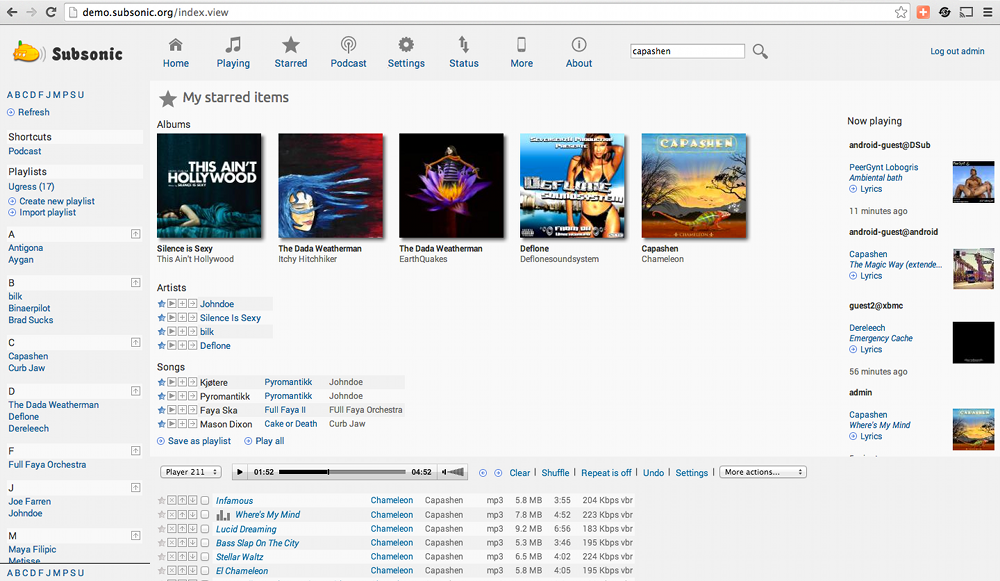 demo.subsonic.org/index.view
Subsonic
Home
Playing
Starred
Podcast
Settings
Status
More
About
capashen
Log out admin
A B C D F J M P S U
Refresh
Shortcuts
Podcast
Playlists
Ugress (17)
Create new playlist
Import playlist
A
Antigona
Aygan
B
bilk
Binaerpilot
Brad Sucks
C
Capashen
Curb Jaw
D
The Dada Weatherman
Deflone
Dereleech
F
Full Faya Orchestra
J
Joe Farren
Johndoe
M
Maya Filipic
Metisse
A B C D F J M P S U
My starred items
Albums
THIS AIN'T
HOLLYWOOD
SILENCE IS SEXY
Silence is Sexy
This Ain't Hollywood
The Dada Weatherman
Itchy Hitchhiker
The Dada Weatherman
EarthQuakes
DEFLONE
Deflone
Deflonesoundsystem
CAPASHEN
CHAMELEON
Capashen
Chameleon
Artists
Johndoe
Silence Is Sexy
bilk
Deflone
Songs
Kjøtere Pyromantikk Johndoe
Pyromantikk Pyromantikk Johndoe
Faya Ska Full Faya II FUll Faya Orchestra
Mason Dixon Cake or Death Curb Jaw
Save as playlist Play all
Now playing
android-guest@DSub
PeerGynt Lobogris
Ambiental bath
Lyrics
11 minutes ago
android-guest@android
Capashen
The Magic Way (extende...
Lyrics
guest2@xbmc
Dereleech
Emergency Cache
Lyrics
56 minutes ago
admin
Capashen
Where's My Mind
Lyrics
Player 211 01:52 04:52 Clear | Shuffle | Repeat is off | Undo | Settings | More actions...
Infamous Chameleon Capashen mp3 5.8 MB 3:55 204 Kbps vbr
Where's My Mind Chameleon Capashen mp3 7.8 MB 4:52 223 Kbps vbr
Lucid Dreaming Chameleon Capashen mp3 9.2 MB 6:56 183 Kbps vbr
Bass Slap On The City Chameleon Capashen mp3 5.3 MB 3:46 195 Kbps vbr
Stellar Waltz Chameleon Capashen mp3 6.5 MB 4:02 224 Kbps vbr
El Chameleon Chameleon Capashen mp3 5.8 MB 4:05 195 Kbps vbr